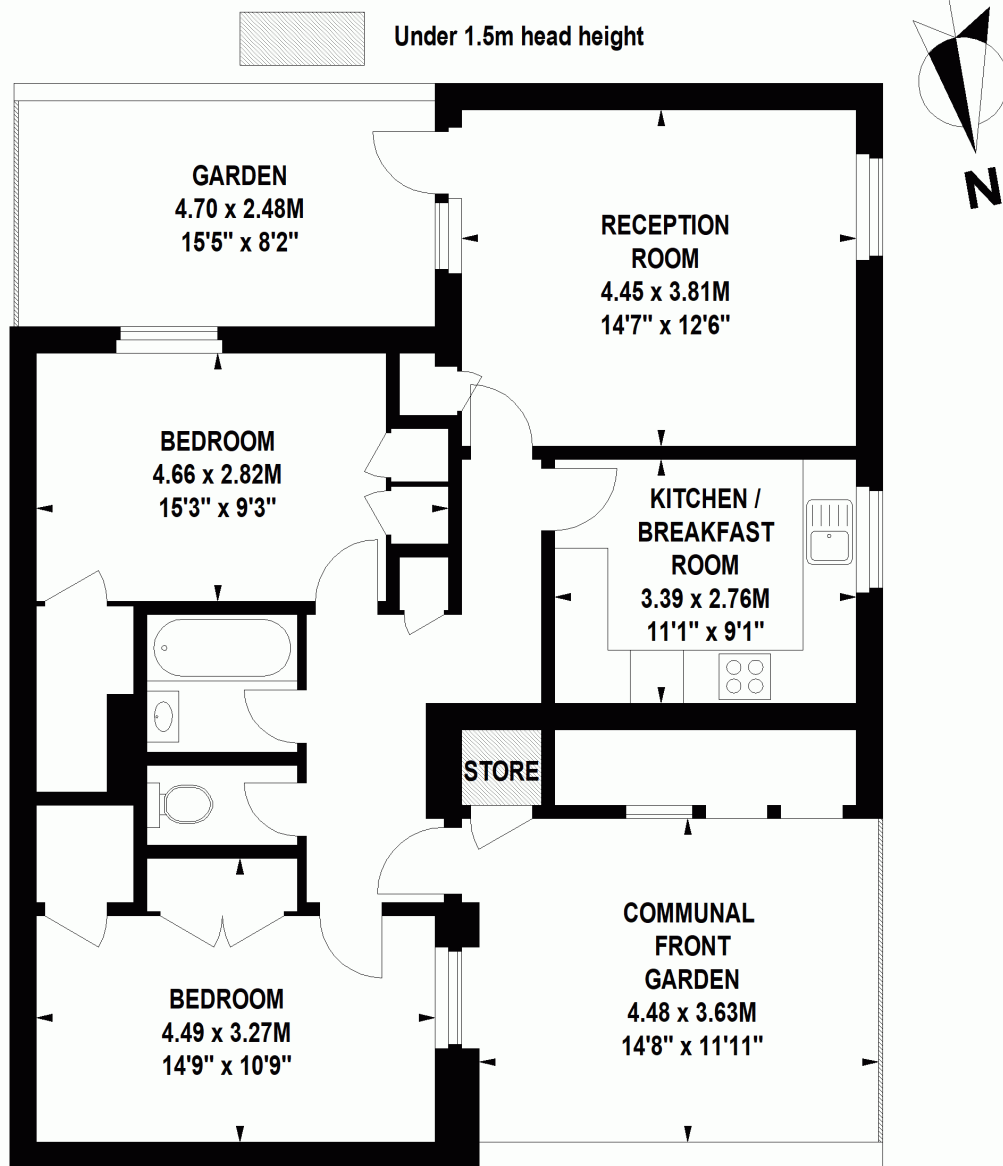 Under 1.5m head height
N
GARDEN
4.70 x 2.48M
15'5" x 8'2"
RECEPTION
ROOM
4.45 x 3.81M
14'7" x 12'6"
BEDROOM
4.66 x 2.82M
15'3" x 9'3"
KITCHEN /
BREAKFAST
ROOM
3.39 x 2.76M
11'1" x 9'1"
STORE
COMMUNAL
FRONT
GARDEN
4.48 x 3.63M
14'8" x 11'11"
BEDROOM
4.49 x 3.27M
14'9" x 10'9"